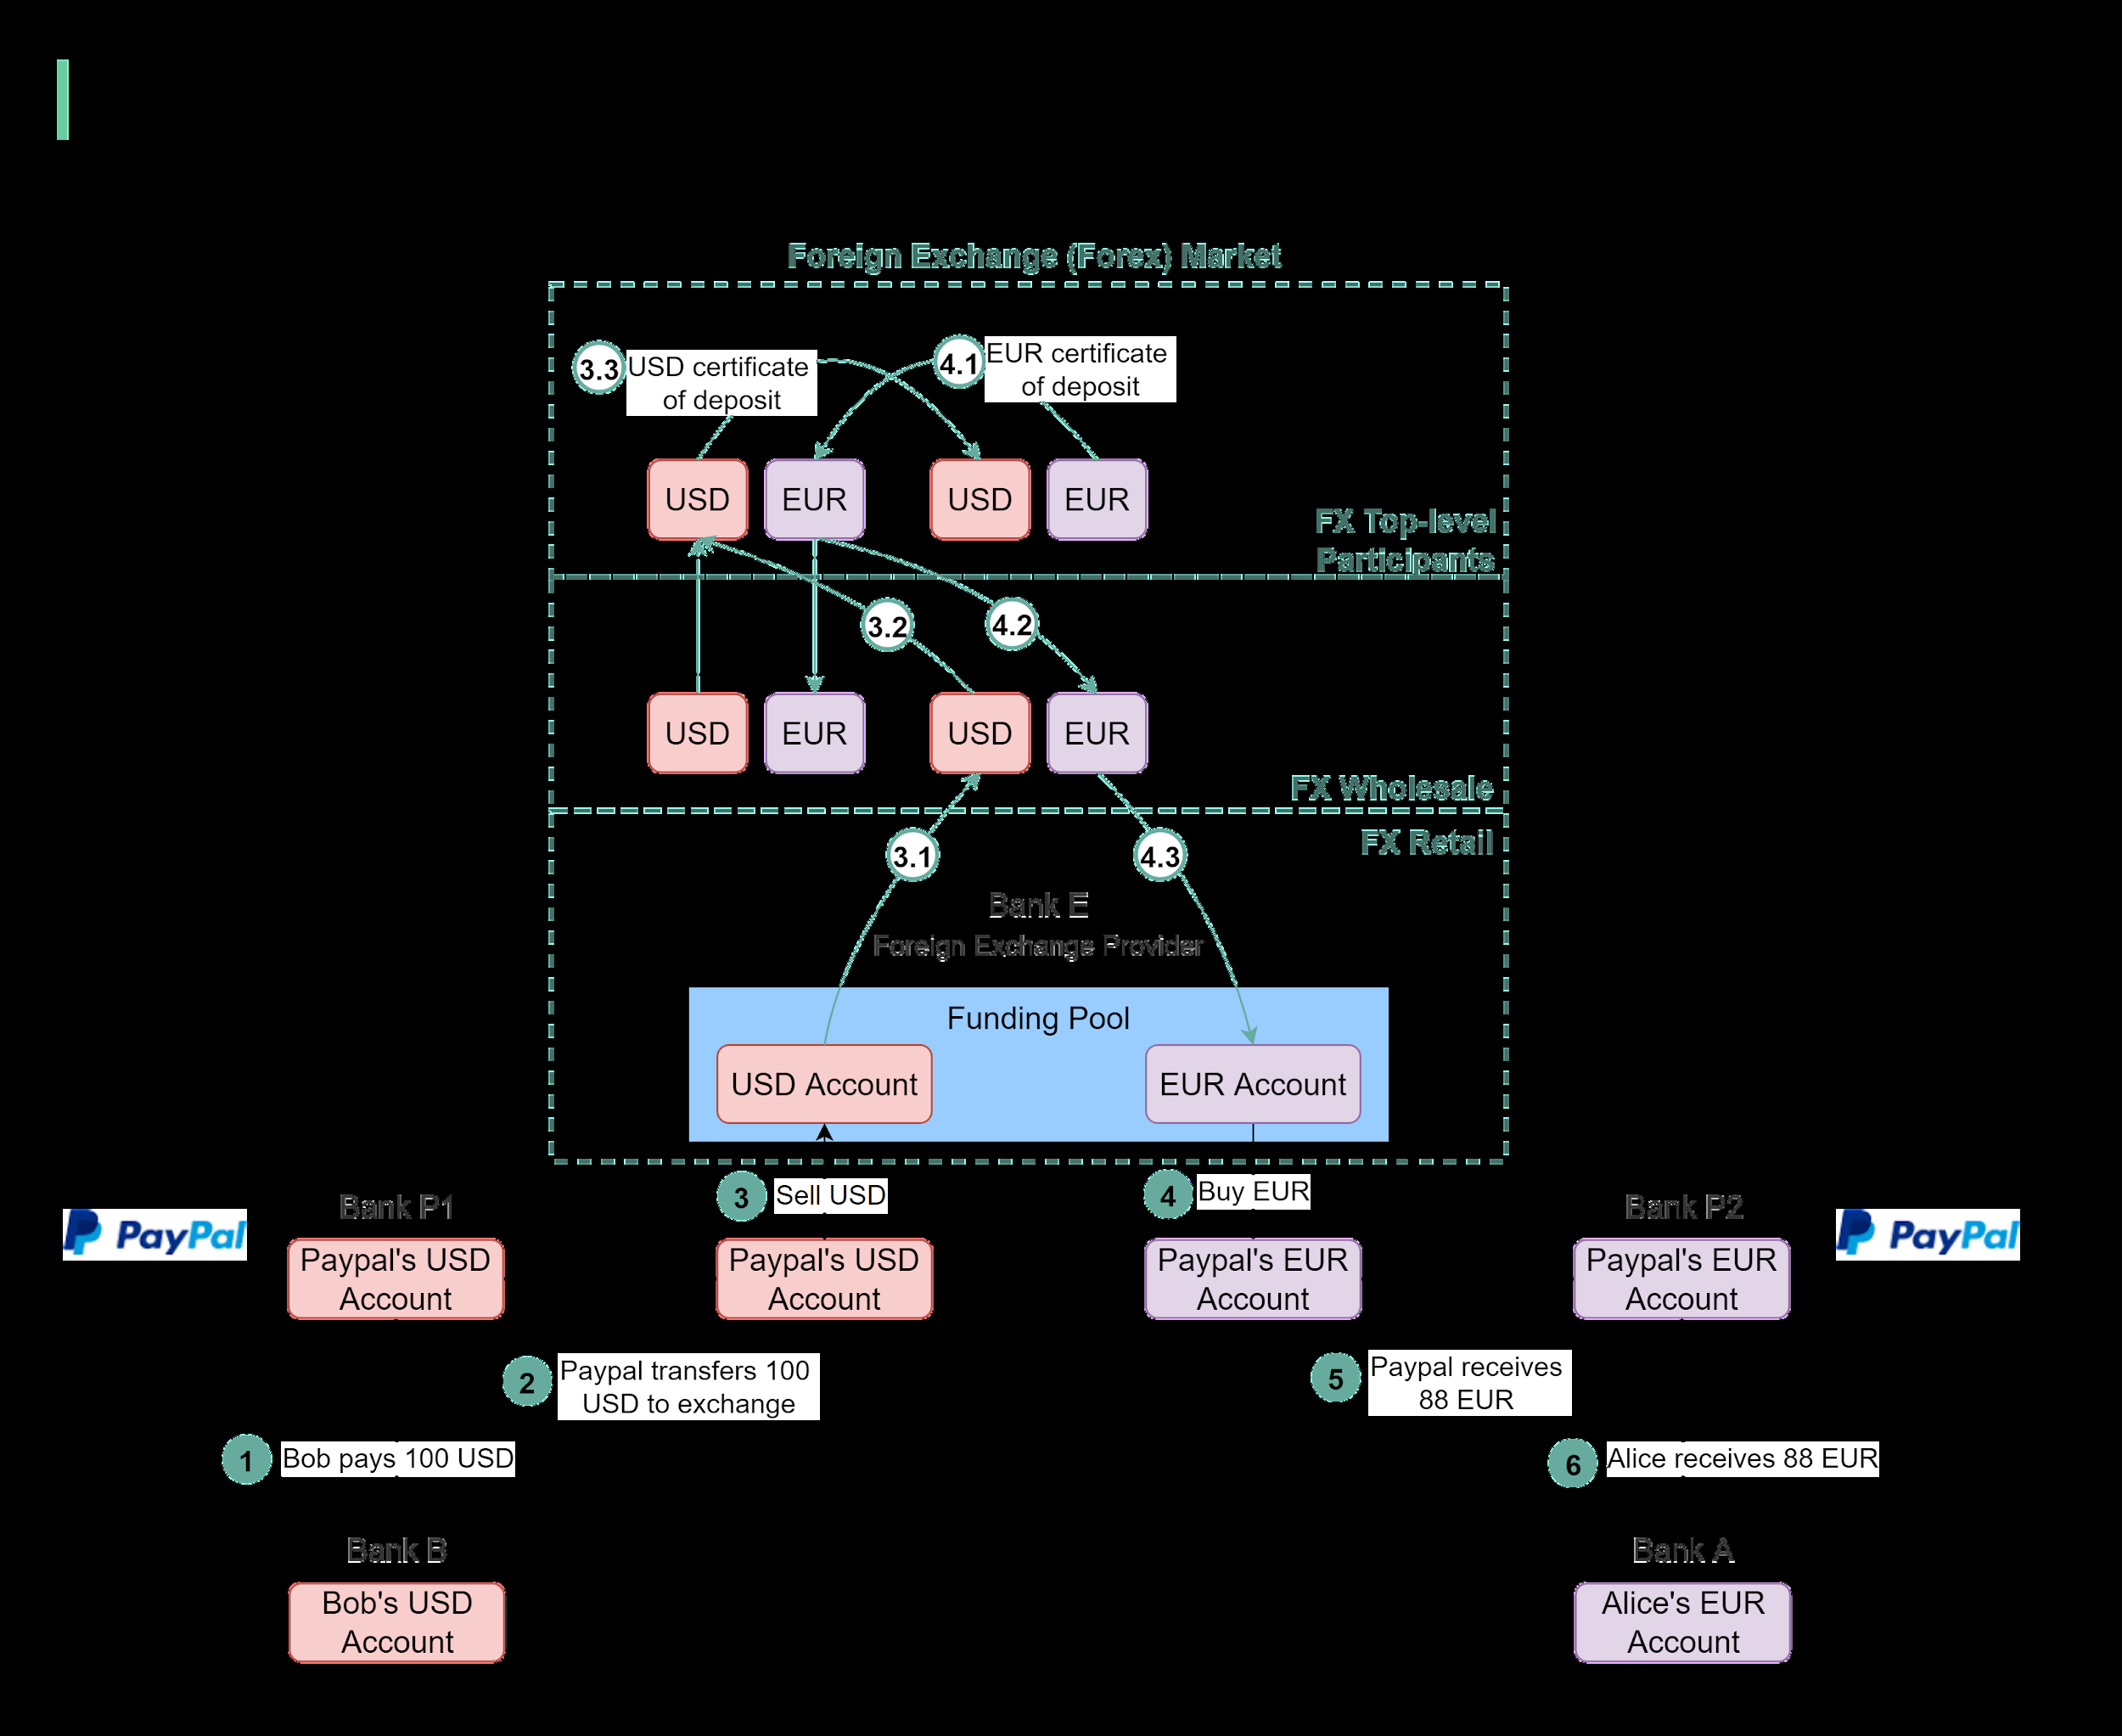 Foreign Exchange (Forex) Market
3.3
USD certificate
of deposit
4.1
EUR certificate
of deposit
USD
EUR
USD
EUR
FX Top-level
Participants
3.2
4.2
USD
EUR
USD
EUR
FX Wholesale
FX Retail
3.1
4.3
Bank E
Foreign Exchange Provider
Funding Pool
USD Account
EUR Account
3
Sell USD
4
Buy EUR
PayPal
Bank P1
Paypal's USD
Account
Paypal's USD
Account
Paypal's EUR
Account
Bank P2
Paypal's EUR
Account
PayPal
2
Paypal transfers 100
USD to exchange
5
Paypal receives
88 EUR
1
Bob pays 100 USD
6
Alice receives 88 EUR
Bank B
Bob's USD
Account
Bank A
Alice's EUR
Account